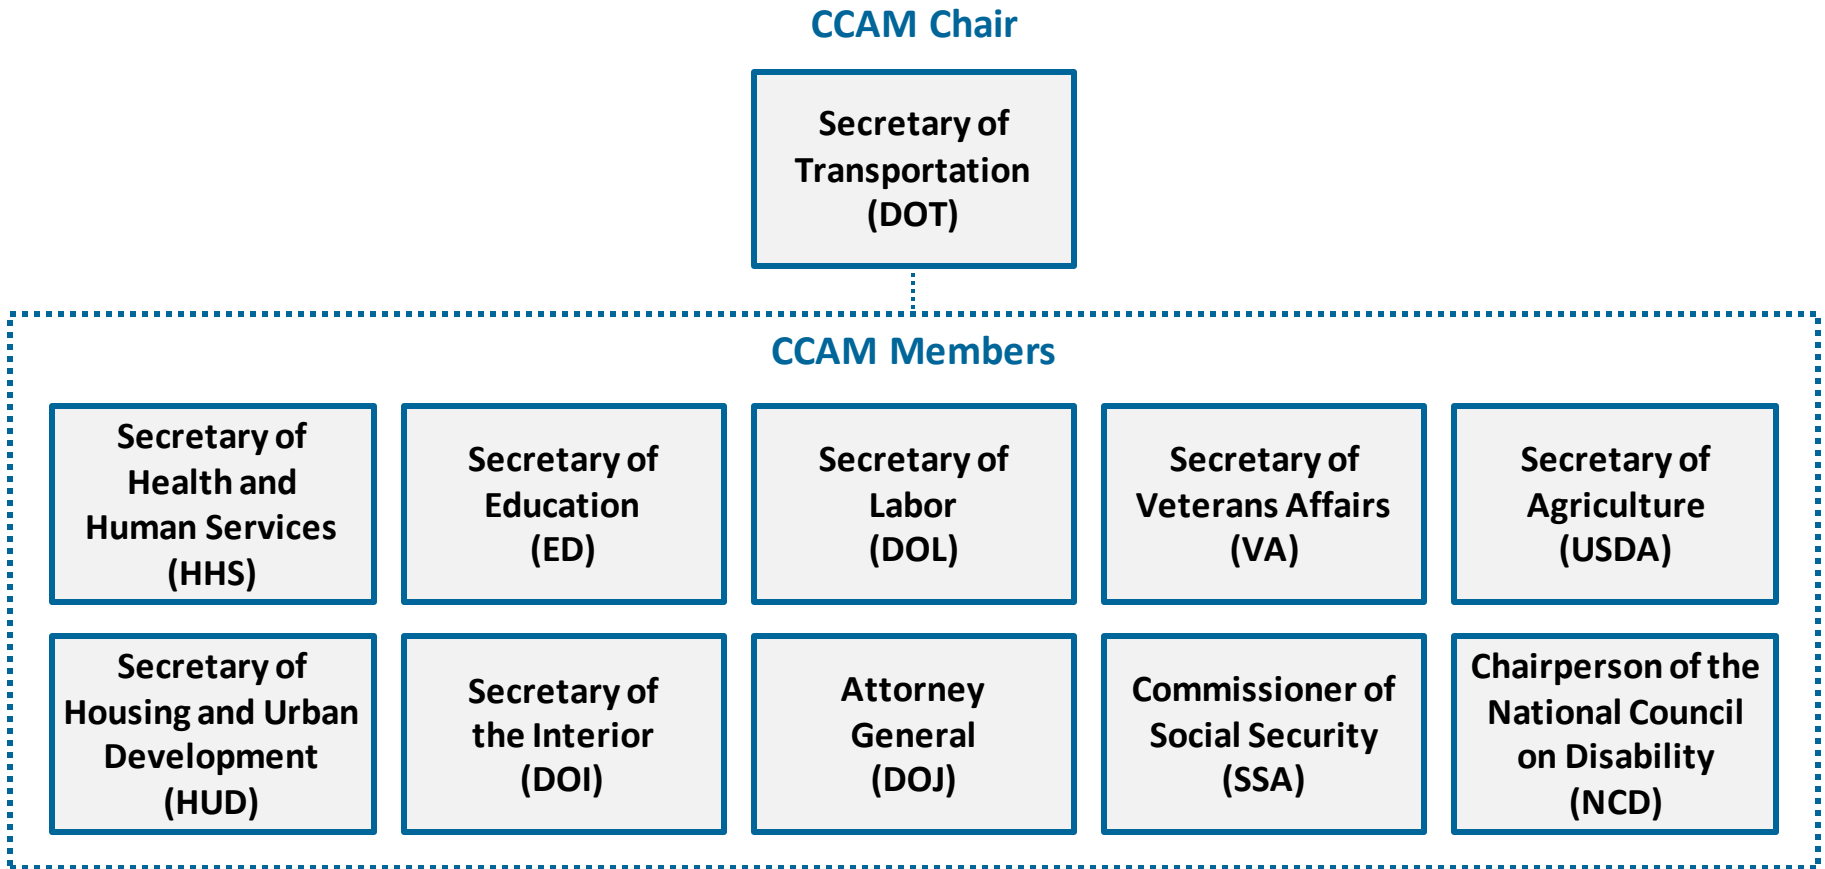 CCAM Chair
Secretary of
Transportation
(DOT)
CCAM Members
Secretary of
Health and
Human Services
(HHS)
Secretary of
Education
(ED)
Secretary of
Labor
(DOL)
Secretary of
Veterans Affairs
(VA)
Secretary of
Agriculture
(USDA)
Secretary of
Housing and Urban
Development
(HUD)
Secretary of
the Interior
(DOI)
Attorney
General
(DOJ)
Commissioner of
Social Security
(SSA)
Chairperson of the
National Council
on Disability
(NCD)